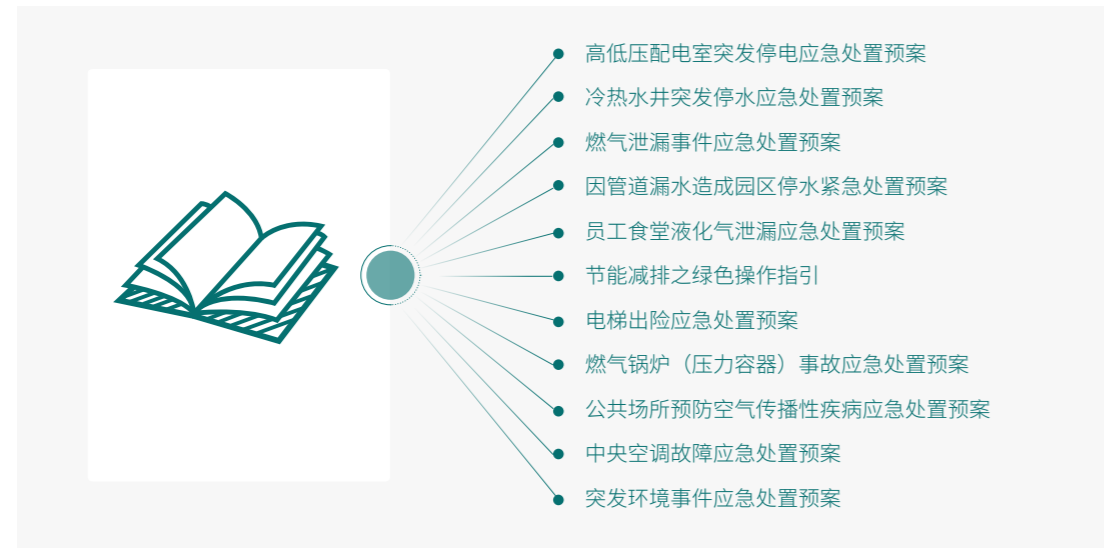 高低压配电室突发停电应急处置预案
冷热水井突发停水应急处置预案
燃气泄漏事件应急处置预案
因管道漏水造成园区停水紧急处置预案
员工食堂液化气泄漏应急处置预案
节能减排之绿色操作指引
电梯出险应急处置预案
燃气锅炉（压力容器）事故应急处置预案
公共场所预防空气传播性疾病应急处置预案
中央空调故障应急处置预案
突发环境事件应急处置预案